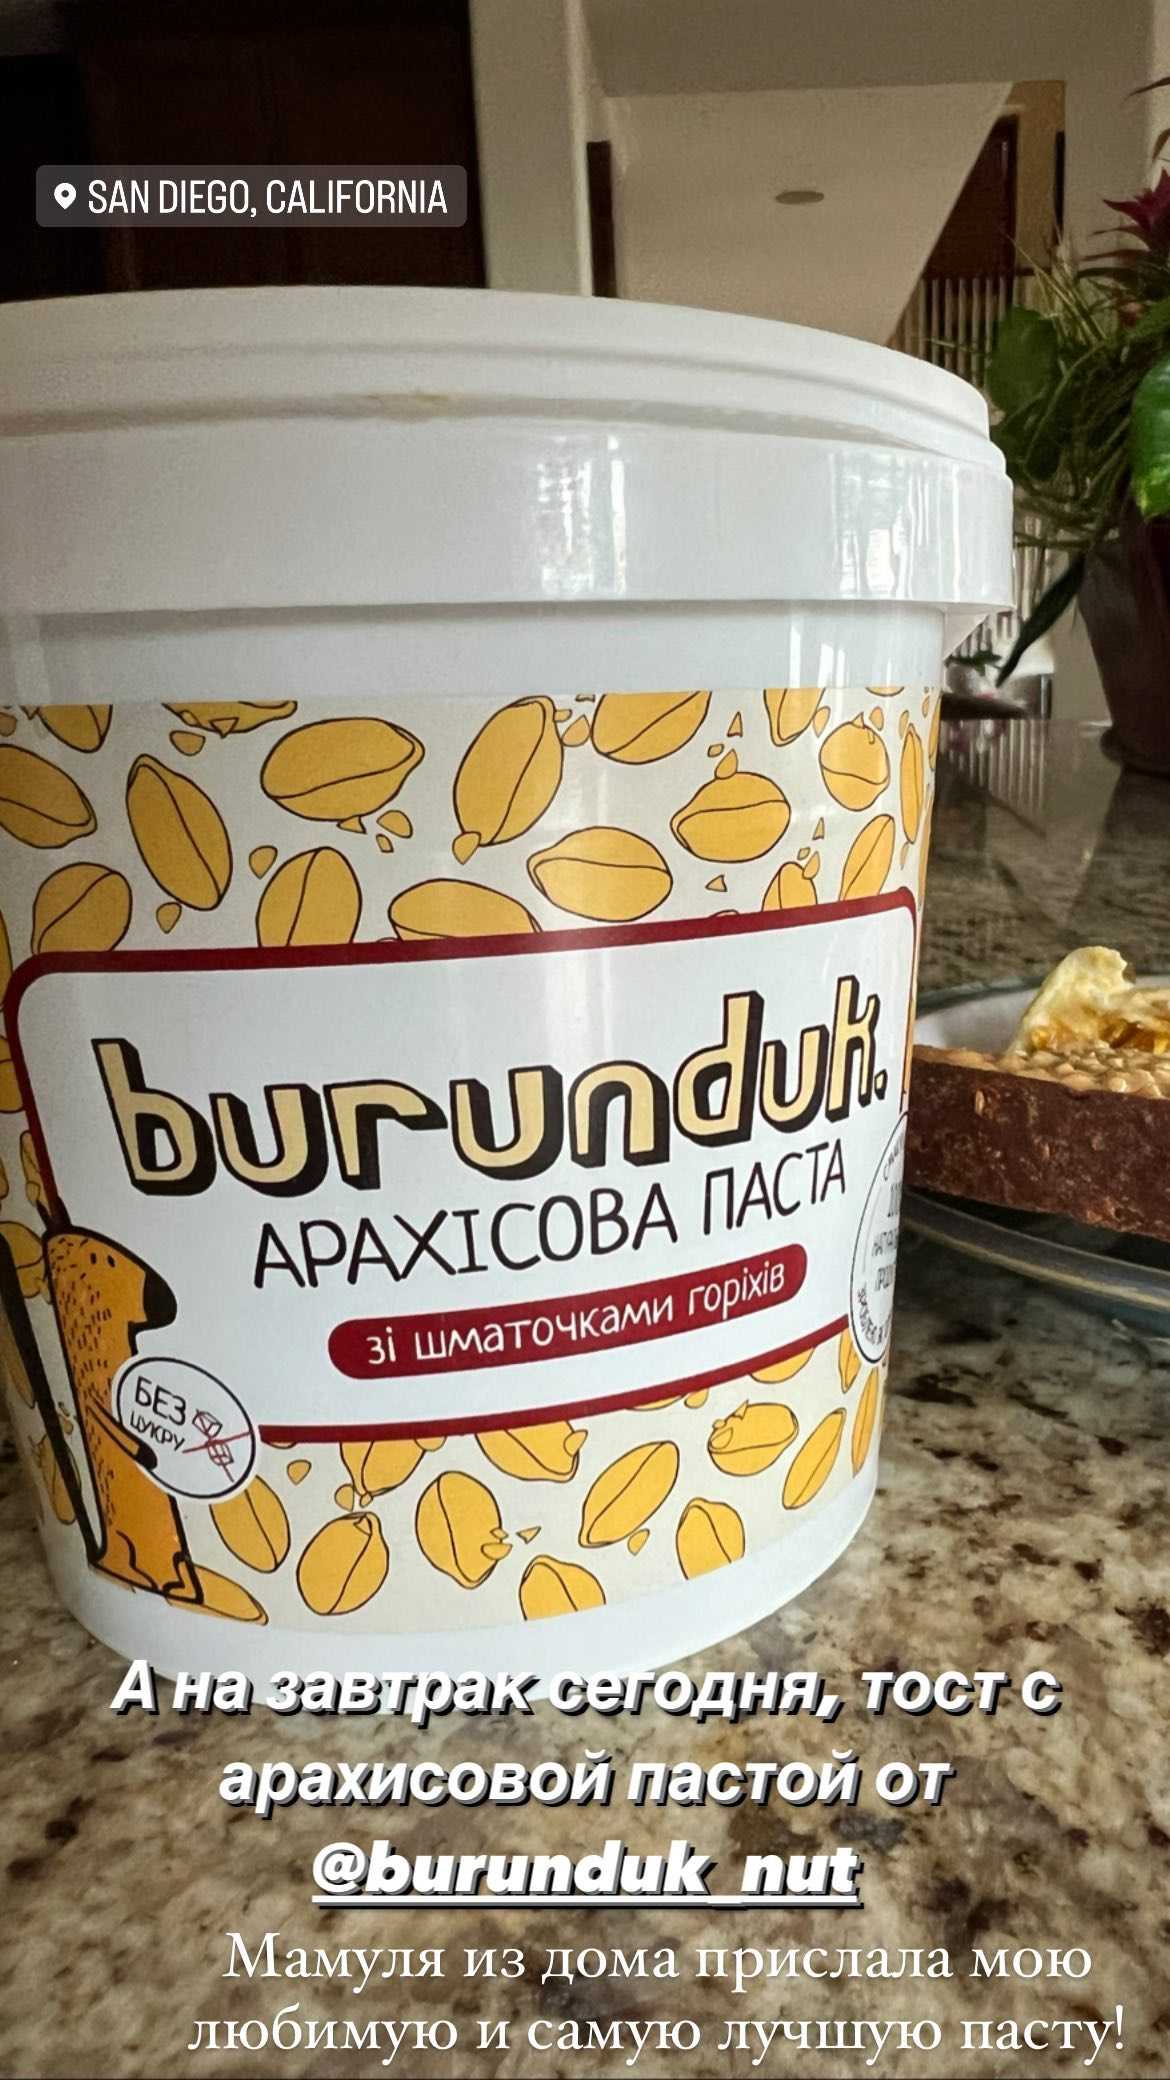 SAN DIEGO, CALIFORNIA
burunduk.
АРАХІСОВА ПАСТА
зі шматочками горіхів
БЕЗ
ЦУКРУ
А на завтрак сегодня, тост с
арахисовой пастой от
@burunduk_nut
Мамуля из дома прислала мою
любимую и самую лучшую пасту!